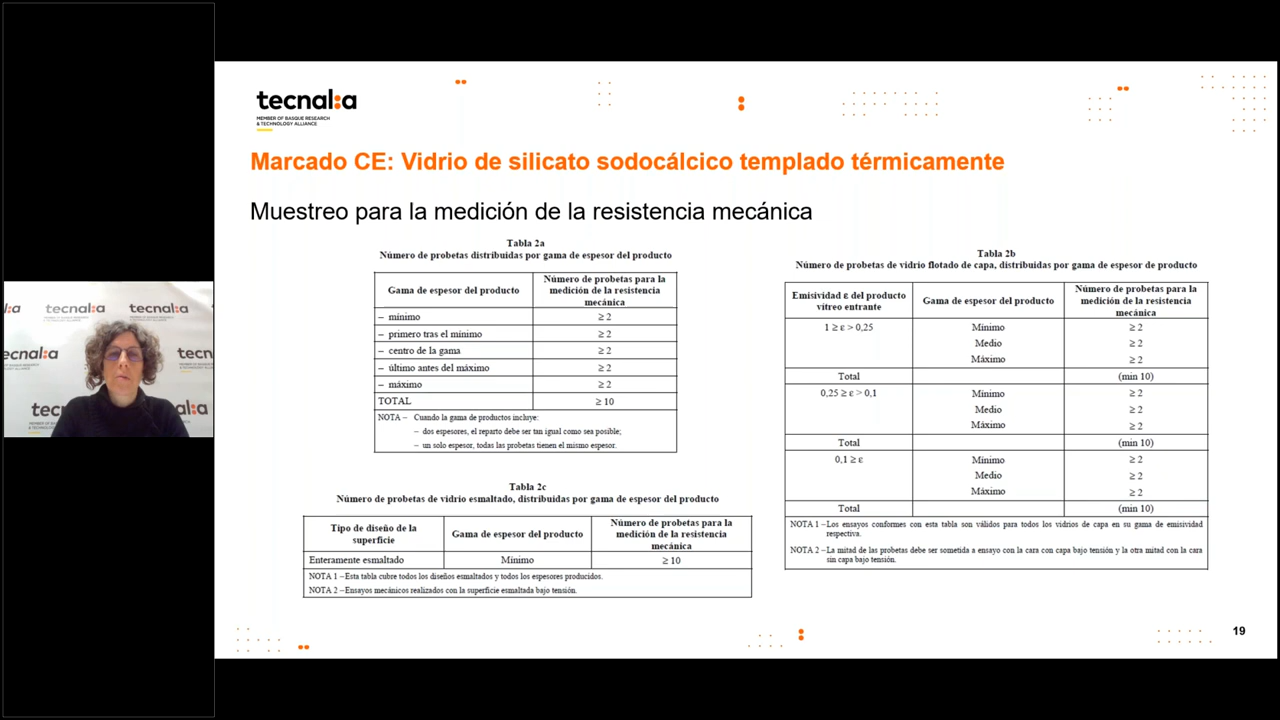 tecnal:a
MEMBER OF BASQUE RESEARCH
& TECHNOLOGY ALLIANCE
Marcado CE: Vidrio de silicato sodocálcico templado térmicamente
Muestreo para la medición de la resistencia mecánica
Tabla 2a
Número de probetas distribuidas por gama de espesor del producto
Gama de espesor del producto
Número de probetas para la
medición de la resistencia
mecánica
– mínimo ≥ 2
– primero tras el mínimo ≥ 2
– centro de la gama ≥ 2
– último antes del máximo ≥ 2
– máximo ≥ 2
TOTAL ≥ 10
NOTA – Cuando la gama de productos incluye:
– dos espesores, el reparto debe ser tan igual como sea posible;
– un solo espesor, todas las probetas tienen el mismo espesor.
Tabla 2c
Número de probetas de vidrio esmaltado, distribuidas por gama de espesor del producto
Tipo de diseño de la
superficie
Gama de espesor del producto
Número de probetas para la
medición de la resistencia
mecánica
Enteramente esmaltado Mínimo ≥ 10
NOTA 1 – Esta tabla cubre todos los diseños esmaltados y todos los espesores producidos.
NOTA 2 – Ensayos mecánicos realizados con la superficie esmaltada bajo tensión.
Tabla 2b
Número de probetas de vidrio flotado de capa, distribuidas por gama de espesor de producto
Emisividad ε del producto
vítreo entrante
Gama de espesor del producto
Número de probetas para la
medición de la resistencia
mecánica
1 ≥ ε > 0,25 Mínimo ≥ 2
Medio ≥ 2
Máximo ≥ 2
Total (min 10)
0,25 ≥ ε > 0,1 Mínimo ≥ 2
Medio ≥ 2
Máximo ≥ 2
Total (min 10)
0,1 ≥ ε Mínimo ≥ 2
Medio ≥ 2
Máximo ≥ 2
Total (min 10)
NOTA 1 – Los ensayos conformes con esta tabla son válidos para todos los vidrios de capa en su gama de emisividad
respectiva.
NOTA 2 – La mitad de las probetas debe ser sometida a ensayo con la cara con capa bajo tensión y la otra mitad con la cara
sin capa bajo tensión.
19
tecnal:a
tecnal:a